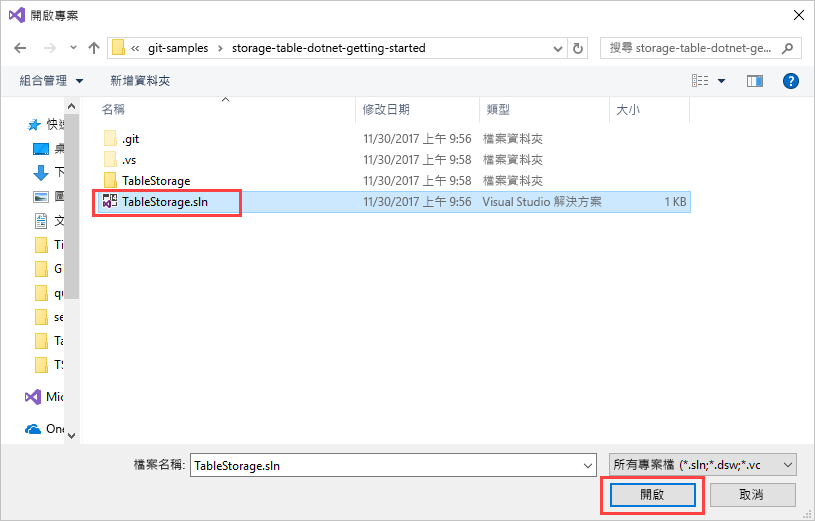 開啟專案
« git-samples › storage-table-dotnet-getting-started
搜尋 storage-table-dotnet-ge...
組合管理 新增資料夾
名稱 修改日期 類型 大小
.git 11/30/2017 上午 9:56 檔案資料夾
.vs 11/30/2017 上午 9:58 檔案資料夾
TableStorage 11/30/2017 上午 9:58 檔案資料夾
TableStorage.sln 11/30/2017 上午 9:56 Visual Studio 解決方案 1 KB
快速
桌
下
圖
文
Ti
G
qu
se
Ta
TS
Mic
One
檔案名稱: TableStorage.sln
所有專案檔 (*.sln;*.dsw;*.vc
開啟 取消